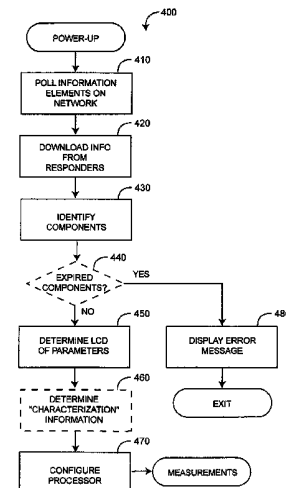 400
POWER-UP
410
POLL INFORMATION
ELEMENTS ON
NETWORK
420
DOWNLOAD INFO
FROM
RESPONDERS
430
IDENTIFY
COMPONENTS
440
EXPIRED
COMPONENTS?
YES
NO
450
DETERMINE LCD
OF PARAMETERS
480
DISPLAY ERROR
MESSAGE
460
DETERMINE
"CHARACTERIZATION"
INFORMATION
EXIT
470
CONFIGURE
PROCESSOR
MEASUREMENTS